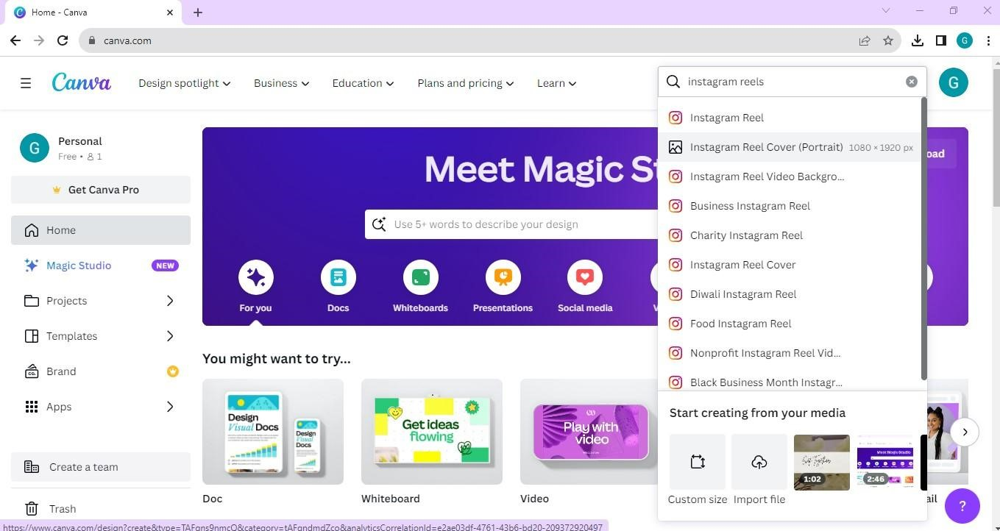 Home - Canva
canva.com
G
Canva
Design spotlight
Business
Education
Plans and pricing
Learn
instagram reels
G
G
Personal
Free • 1
Get Canva Pro
Home
Magic Studio NEW
Projects
Templates
Brand
Apps
Create a team
Trash
Meet Magic St
oad
Use 5+ words to describe your design
For you
Docs
Whiteboards
Presentations
Social media
V
Instagram Reel
Instagram Reel Cover (Portrait) 1080 × 1920 px
Instagram Reel Video Backgro...
Business Instagram Reel
Charity Instagram Reel
Instagram Reel Cover
Diwali Instagram Reel
Food Instagram Reel
Nonprofit Instagram Reel Vid...
Black Business Month Instagr...
Start creating from your media
1:02
Meet Magic Studio
2:46
Custom size
Import file
You might want to try...
Design
Visual Docs
Design
Visual
Docs
Get ideas
flowing
100
Play with
video
Doc
Whiteboard
Video
ail
?
https://www.canva.com/design?create&type=TAFqns9nmcQ&category=tAFqndmdZco&analyticsCorrelationId=e2ae03df-4761-43b6-bd20-209372920497